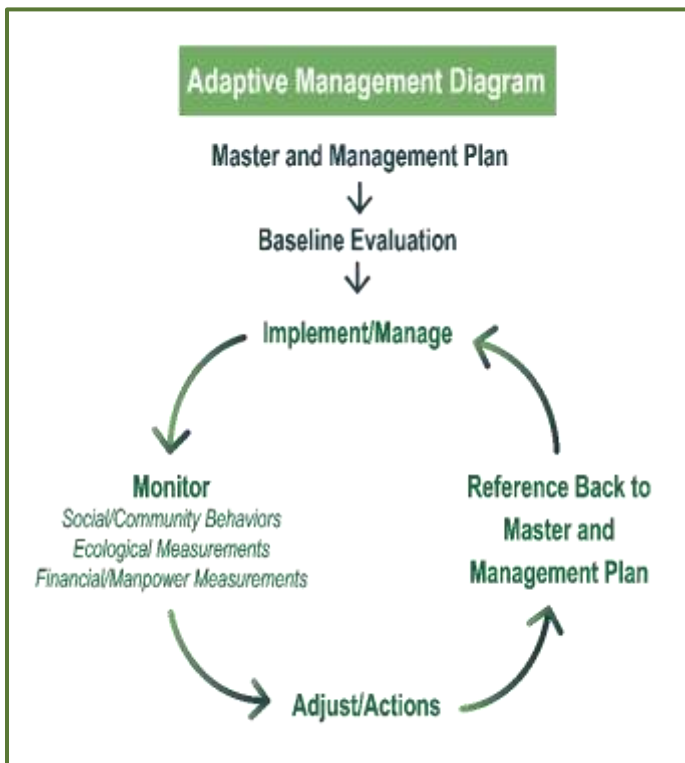 Adaptive Management Diagram
Master and Management Plan
Baseline Evaluation
Implement/Manage
Monitor
Social/Community Behaviors
Ecological Measurements
Financial/Manpower Measurements
Adjust/Actions
Reference Back to
Master and
Management Plan